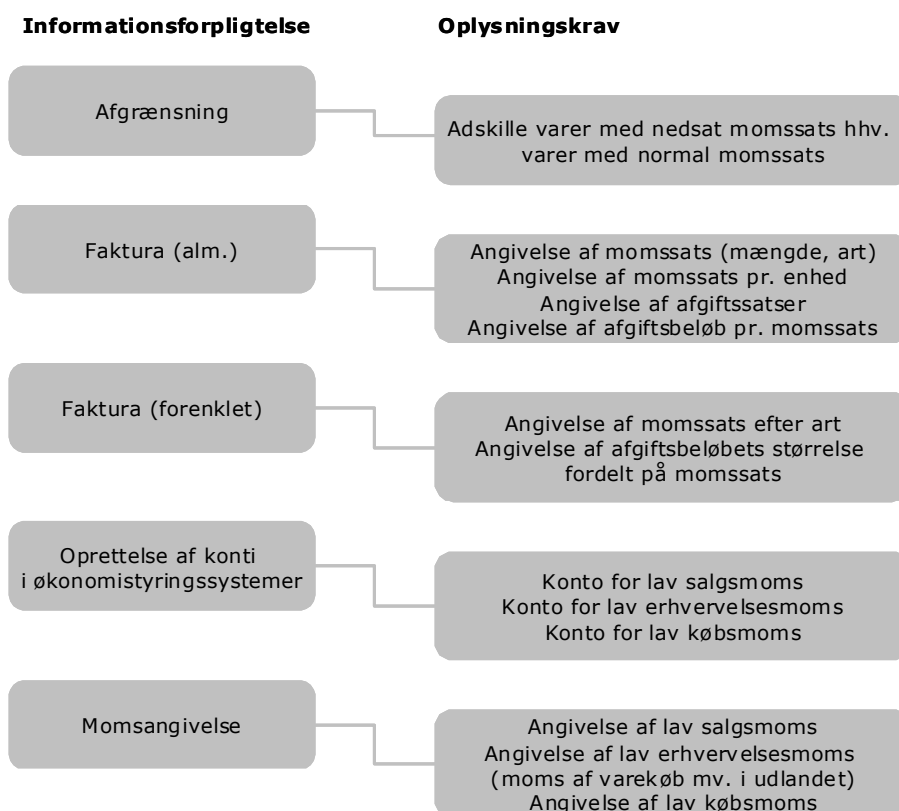 Informationsforpligtelse
Oplysningskrav
Afgrænsning
Adskille varer med nedsat momssats hhv.
varer med normal momssats
Faktura (alm.)
Angivelse af momssats (mængde, art)
Angivelse af momssats pr. enhed
Angivelse af afgiftssatser
Angivelse af afgiftsbeløb pr. momssats
Faktura (forenklet)
Angivelse af momssats efter art
Angivelse af afgiftsbeløbets størrelse
fordelt på momssats
Oprettelse af konti
i økonomistyringssystemer
Konto for lav salgsmoms
Konto for lav erhvervelsesmoms
Konto for lav købsmoms
Momsangivelse
Angivelse af lav salgsmoms
Angivelse af lav erhvervelsesmoms
(moms af varekøb mv. i udlandet)
Angivelse af lav købsmoms